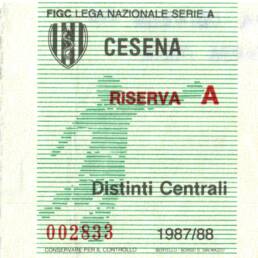 FIGC LEGA NAZIONALE SERIE A
CESENA
RISERVA A
Distinti Centrali
002833 1987/88
CONSERVARE PER IL CONTROLLO